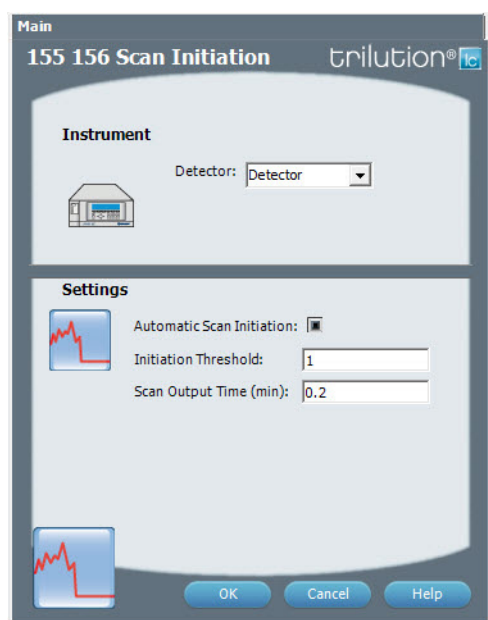 Main
155 156 Scan Initiation
trilution® lc
Instrument
Detector: Detector
Settings
Automatic Scan Initiation:
Initiation Threshold: 1
Scan Output Time (min): 0.2
OK Cancel Help